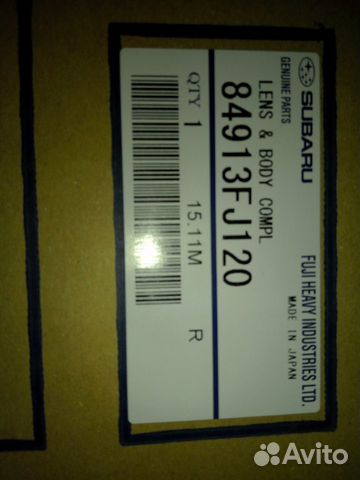 SUBARU
GENUINE PARTS
FUJI HEAVY INDUSTRIES LTD.
MADE IN JAPAN
LENS & BODY COMPL
84913FJ120
QTY 1
15.11M
R
Avito